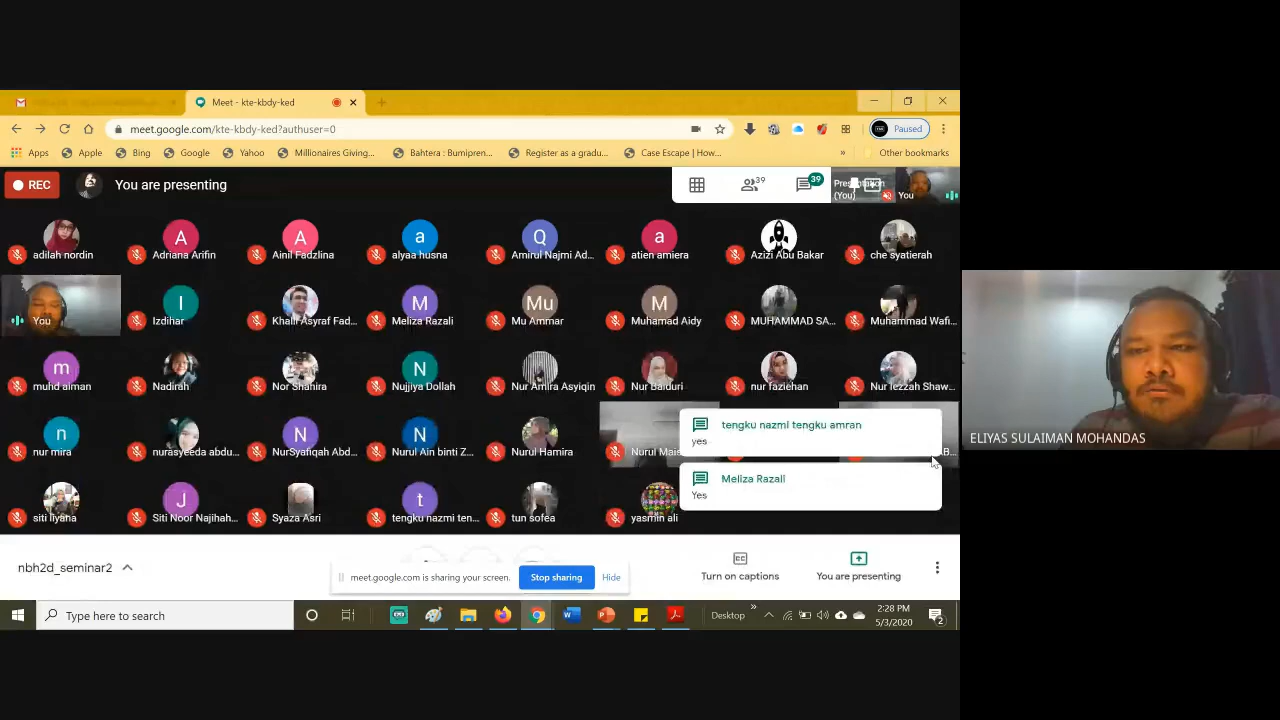 Meet - kte-kbdy-ked
meet.google.com/kte-kbdy-ked?authuser=0
Paused
Apps
Apple
Bing
Google
Yahoo
Millionaires Giving...
Bahtera : Bumipren...
Register as a gradu...
Case Escape | How...
»
Other bookmarks
REC
You are presenting
39
39
(You)
You
adilah nordin
Adriana Arifin
Ainil Fadzlina
alyaa husna
Amirul Najmi Ad...
atien amiera
Azizi Abu Bakar
che syatierah
You
Izdihar
Khalil Asyraf Fad...
Meliza Razali
Mu Ammar
Muhamad Aidy
MUHAMMAD SA...
Muhammad Wafi...
muhd aiman
Nadirah
Nor Shahira
Nujjiya Dollah
Nur Amira Asyiqin
Nur Baiduri
nur faziehan
Nur Iezzah Shaw...
nur mira
nurasyeeda abdu...
NurSyafiqah Abd...
Nurul Ain binti Z...
Nurul Hamira
Nurul Mais
tengku nazmi tengku amran
yes
Meliza Razali
Yes
siti liyana
Siti Noor Najihah...
Syaza Asri
tengku nazmi ten...
tun sofea
yasmin ali
ELIYAS SULAIMAN MOHANDAS
nbh2d_seminar2
meet.google.com is sharing your screen.
Stop sharing
Hide
Turn on captions
You are presenting
Type here to search
Desktop
2:28 PM
5/3/2020
2